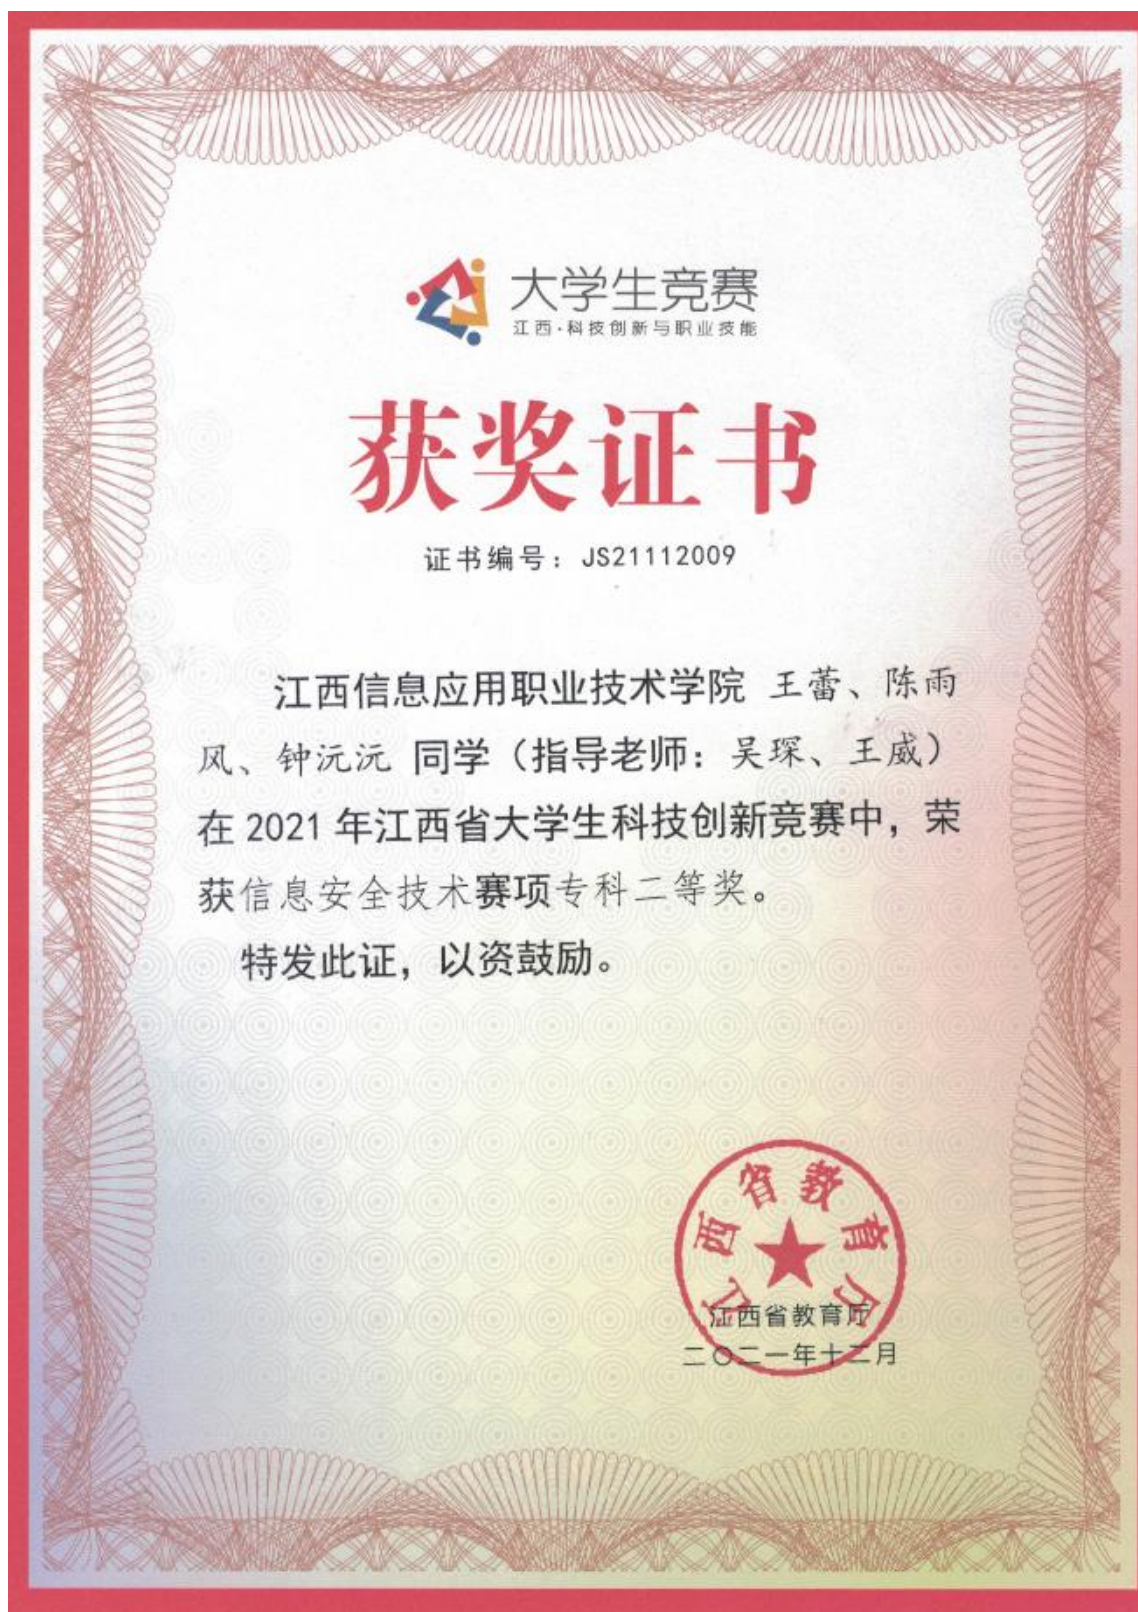 大学生竞赛
江西·科技创新与职业技能
获奖证书
证书编号：JS21112009
江西信息应用职业技术学院 王蕾、陈雨
风、钟沅沅 同学（指导老师：吴琛、王威）
在 2021 年江西省大学生科技创新竞赛中，荣
获信息安全技术赛项专科二等奖。
特发此证，以资鼓励。
江西省教育厅
江西省教育厅
二〇二一年十二月